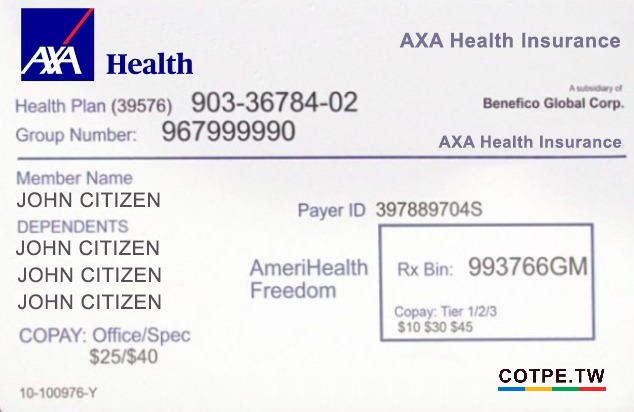 AXA Health
AXA Health Insurance
A subsidiary of
Benefico Global Corp.
Health Plan (39576) 903-36784-02
Group Number: 967999990
AXA Health Insurance
Member Name
JOHN CITIZEN
Payer ID 397889704S
DEPENDENTS
JOHN CITIZEN
JOHN CITIZEN
JOHN CITIZEN
AmeriHealth
Freedom
Rx Bin: 993766GM
Copay: Tier 1/2/3
$10 $30 $45
COPAY: Office/Spec
$25/$40
10-100976-Y
COTPE.TW